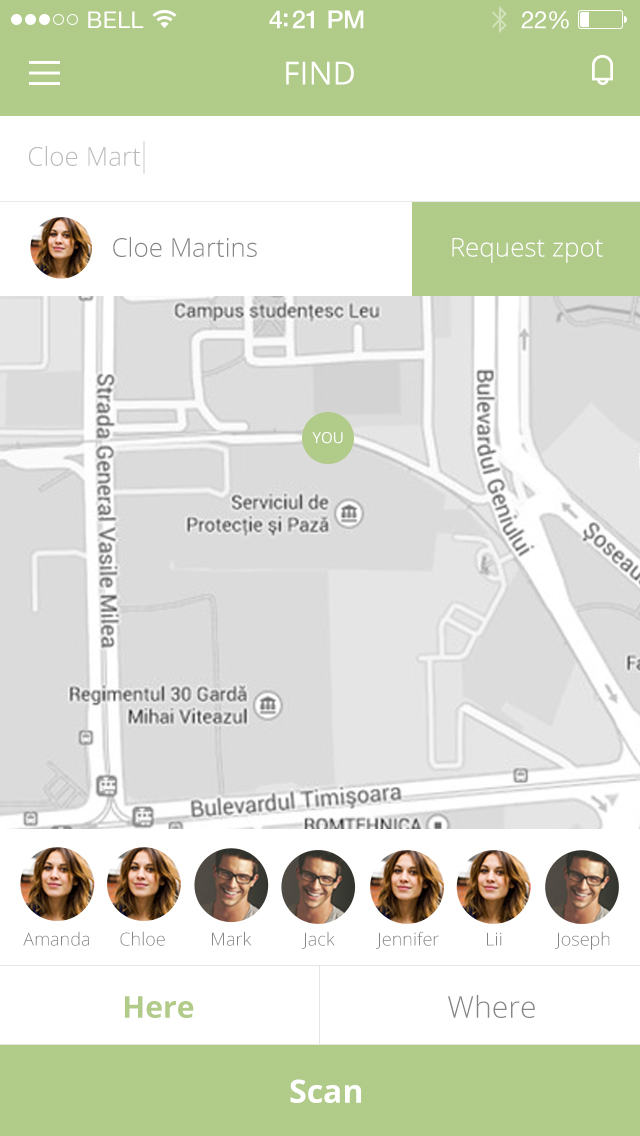 BELL 4:21 PM 22%
FIND
Cloe Mart
Cloe Martins
Request zpot
Campus studențesc Leu
Strada General Vasile Milea
Bulevardul Geniului
YOU
Serviciul de
Protecție și Pază
Șoseau
Fa
Regimentul 30 Gardă
Mihai Viteazul
Bulevardul Timișoara
ROMTEHNICA
Amanda Chloe Mark Jack Jennifer Lii Joseph
Here Where
Scan